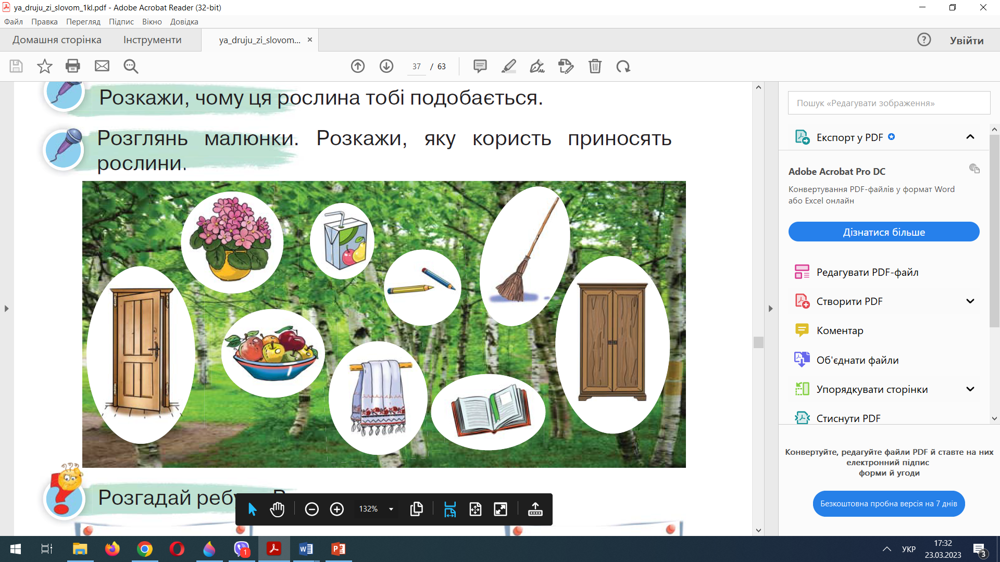 ya_druju_zi_slovom_1kl.pdf - Adobe Acrobat Reader (32-bit)
Файл Правка Перегляд Підпис Вікно Довідка
Домашня сторінка Інструменти ya_druju_zi_slovom... Увійти
37 / 63
Розкажи, чому ця рослина тобі подобається.
Розглянь малюнки. Розкажи, яку користь приносять
рослини.
Розгадай
132%
Пошук «Редагувати зображення»
Експорт у PDF
Adobe Acrobat Pro DC
Конвертування PDF-файлів у формат Word
або Excel онлайн
Дізнатися більше
Редагувати PDF-файл
Створити PDF
Коментар
Об'єднати файли
Упорядкувати сторінки
Стиснути PDF
Конвертуйте, редагуйте файли PDF й ставте на них
електронний підпис
форми й угоди
Безкоштовна пробна версія на 7 днів
1
УКР
17:32
23.03.2023
3